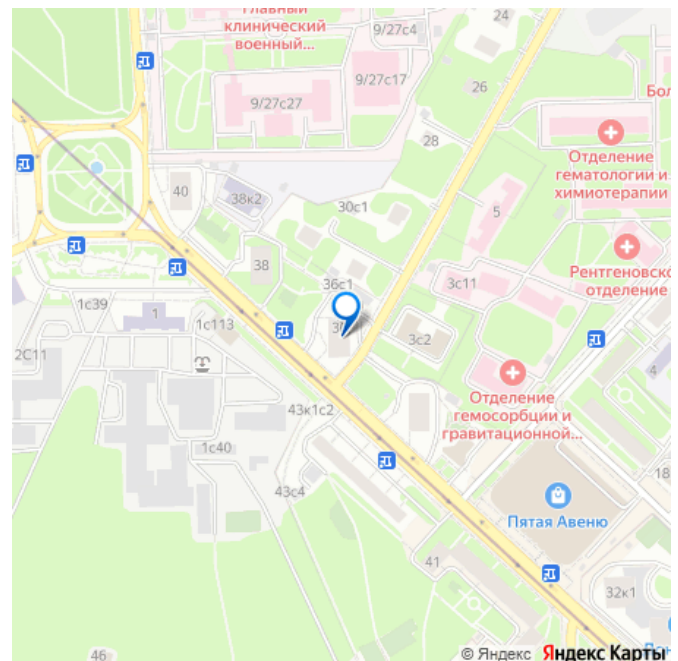 Главный
клинический
военный...
9/27с4
24
9/27с17
9/27с27
26
28
Бол
Отделение
гематологии и
химиотерапии
40
38к2
30с1
5
38
Рентгеновско
отделение
36с1
3с11
1с39
1
1с113
3с2
2С11
4
Отделение
гемосорбции и
гравитационной...
43к1с2
1с40
18
43с4
Пятая Авеню
41
32к1
46
© Яндекс Яндекс Карты